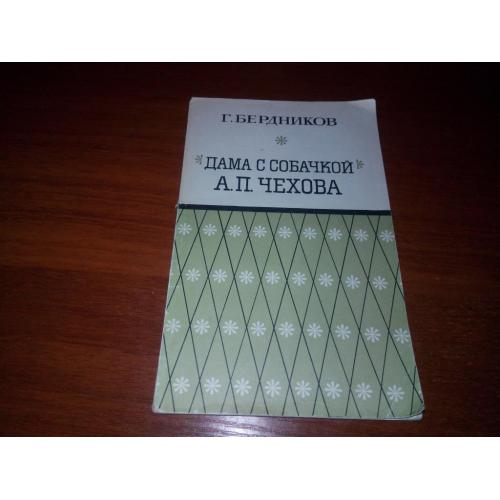 Г. БЕРДНИКОВ
„ДАМА С СОБАЧКОЙ"
А.П. ЧЕХОВА